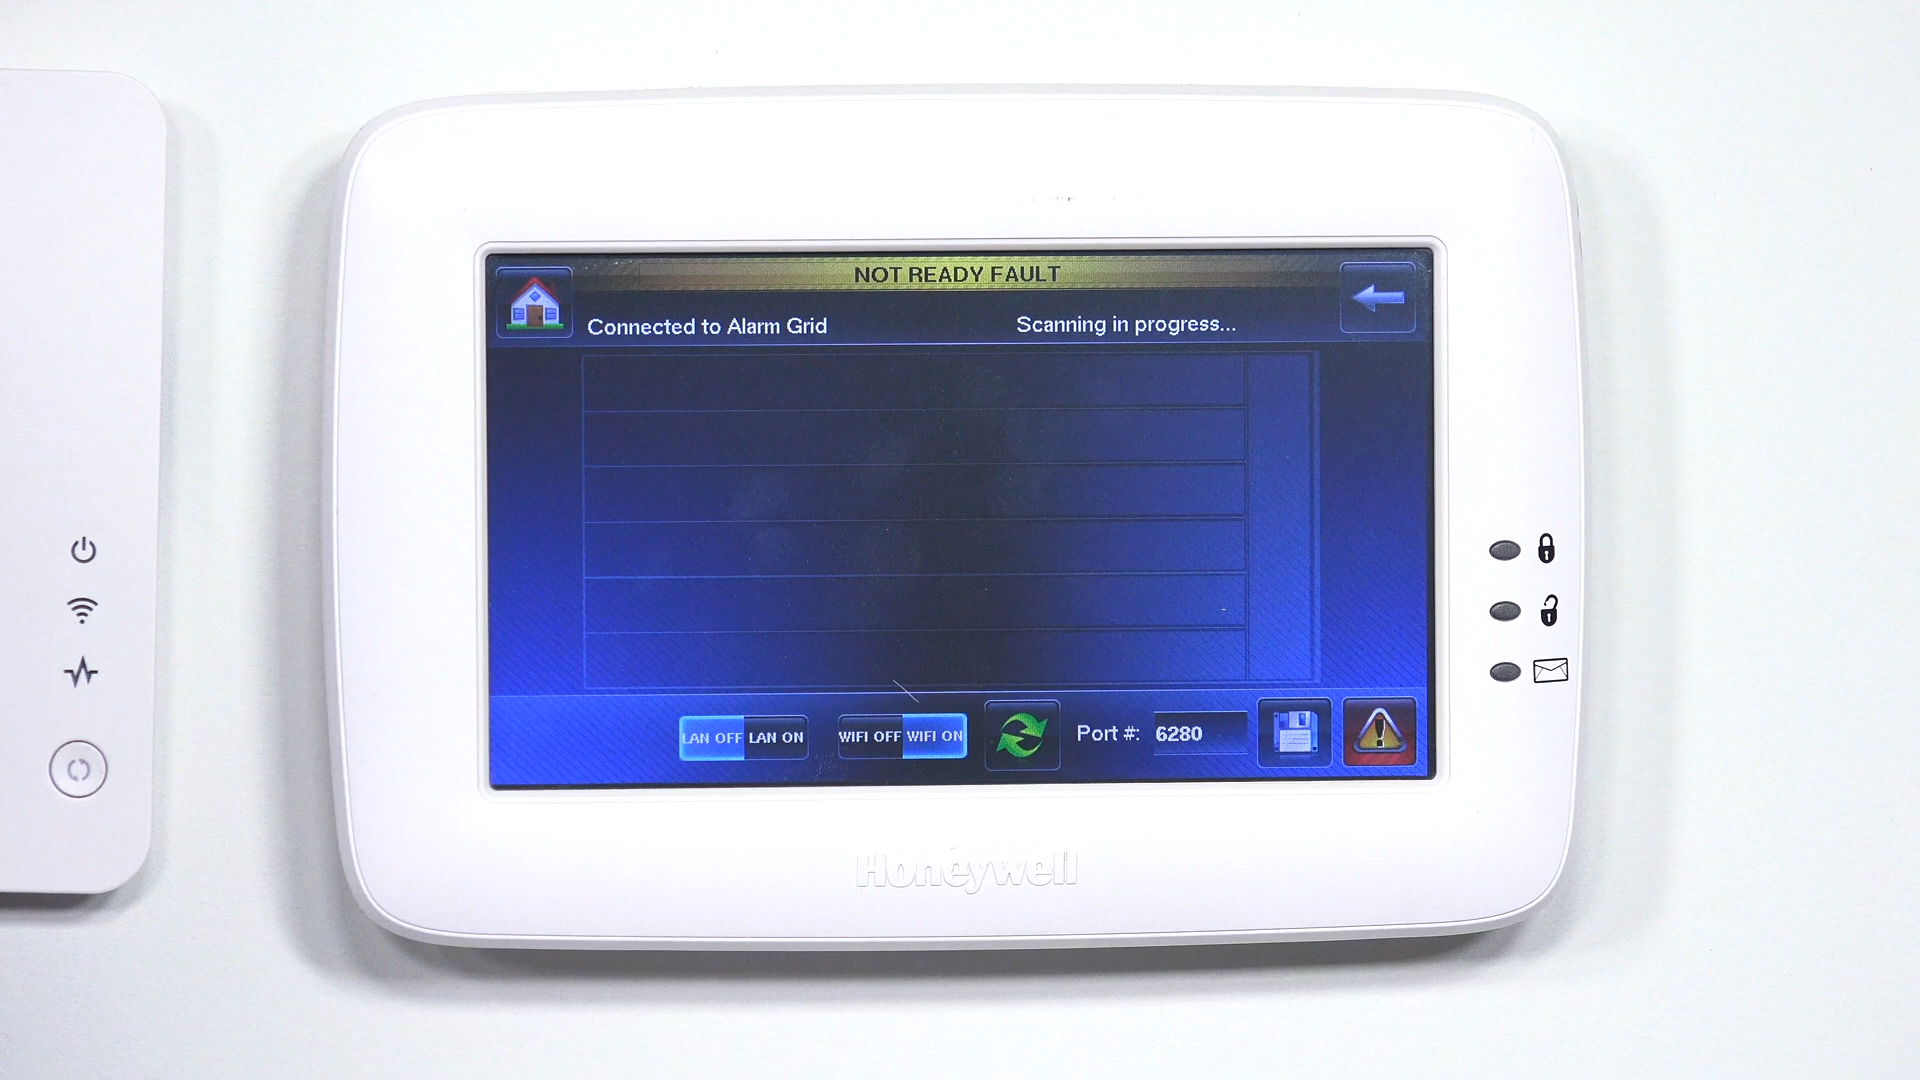 NOT READY FAULT
Connected to Alarm Grid
Scanning in progress...
LAN OFF LAN ON
WIFI OFF WIFI ON
Port #: 6280
Honeywell